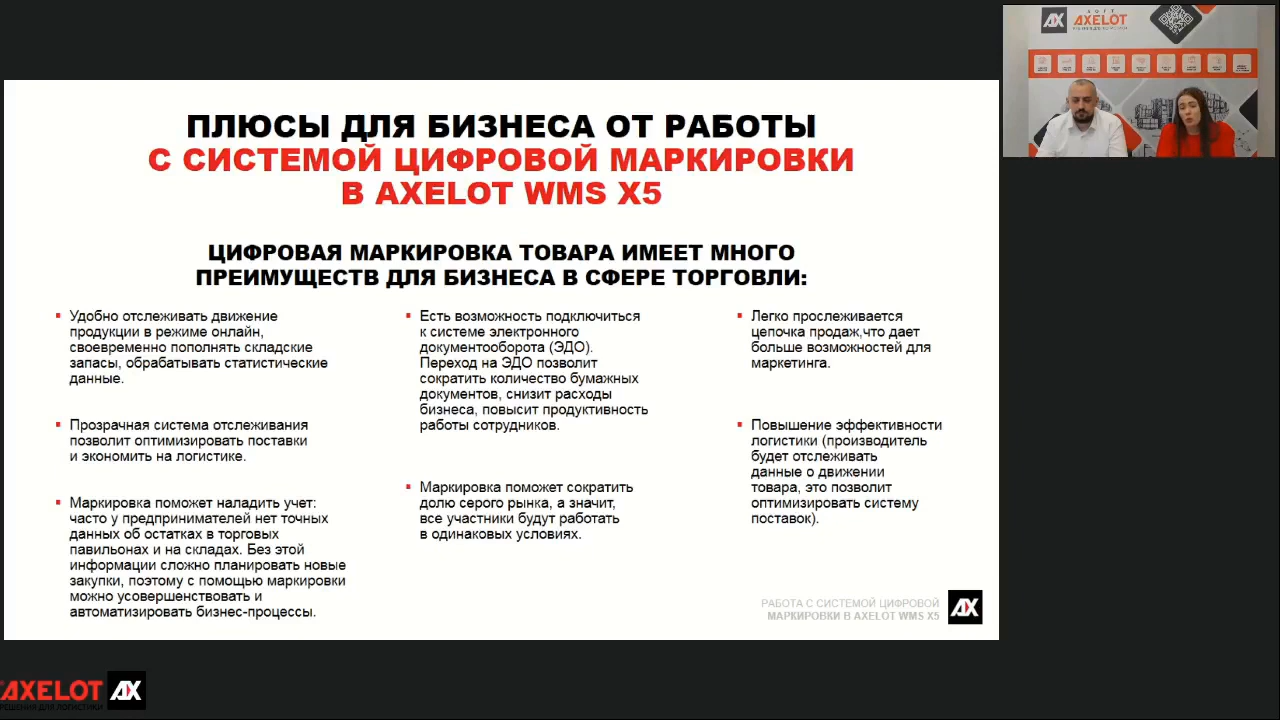 ПЛЮСЫ ДЛЯ БИЗНЕСА ОТ РАБОТЫ
С СИСТЕМОЙ ЦИФРОВОЙ МАРКИРОВКИ
В AXELOT WMS X5
ЦИФРОВАЯ МАРКИРОВКА ТОВАРА ИМЕЕТ МНОГО
ПРЕИМУЩЕСТВ ДЛЯ БИЗНЕСА В СФЕРЕ ТОРГОВЛИ:
Удобно отслеживать движение
продукции в режиме онлайн,
своевременно пополнять складские
запасы, обрабатывать статистические
данные.
Прозрачная система отслеживания
позволит оптимизировать поставки
и экономить на логистике.
Маркировка поможет наладить учет:
часто у предпринимателей нет точных
данных об остатках в торговых
павильонах и на складах. Без этой
информации сложно планировать новые
закупки, поэтому с помощью маркировки
можно усовершенствовать и
автоматизировать бизнес-процессы.
Есть возможность подключиться
к системе электронного
документооборота (ЭДО).
Переход на ЭДО позволит
сократить количество бумажных
документов, снизит расходы
бизнеса, повысит продуктивность
работы сотрудников.
Маркировка поможет сократить
долю серого рынка, а значит,
все участники будут работать
в одинаковых условиях.
Легко прослеживается
цепочка продаж,что дает
больше возможностей для
маркетинга.
Повышение эффективности
логистики (производитель
будет отслеживать
данные о движении
товара, это позволит
оптимизировать систему
поставок).
РАБОТА С СИСТЕМОЙ ЦИФРОВОЙ
МАРКИРОВКИ В AXELOT WMS X5
AX
AX
AXELOT
AXELOT AX
РЕШЕНИЯ ДЛЯ ЛОГИСТИКИ